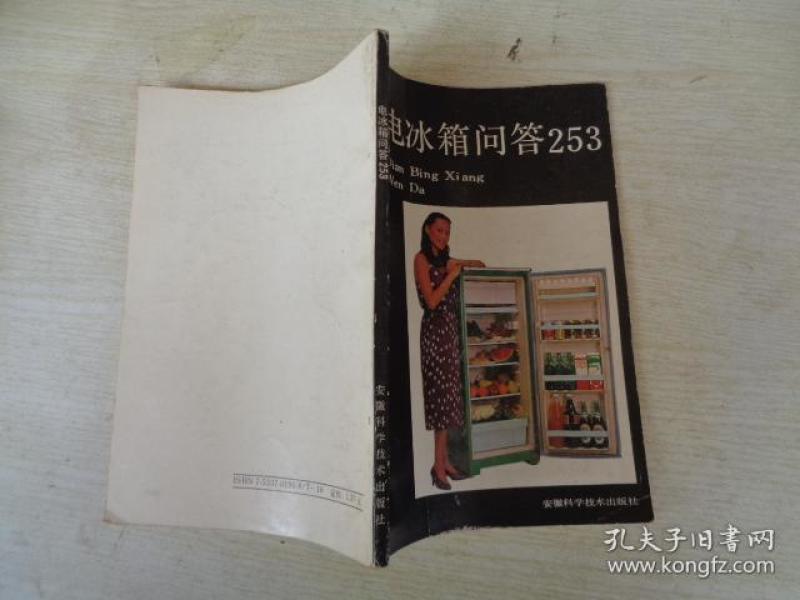 电冰箱问答253
Dian Bing Xiang
Wen Da
安徽科学技术出版社
电冰箱问答253
安徽科学技术出版社
孔夫子旧书网
www.kongfz.com